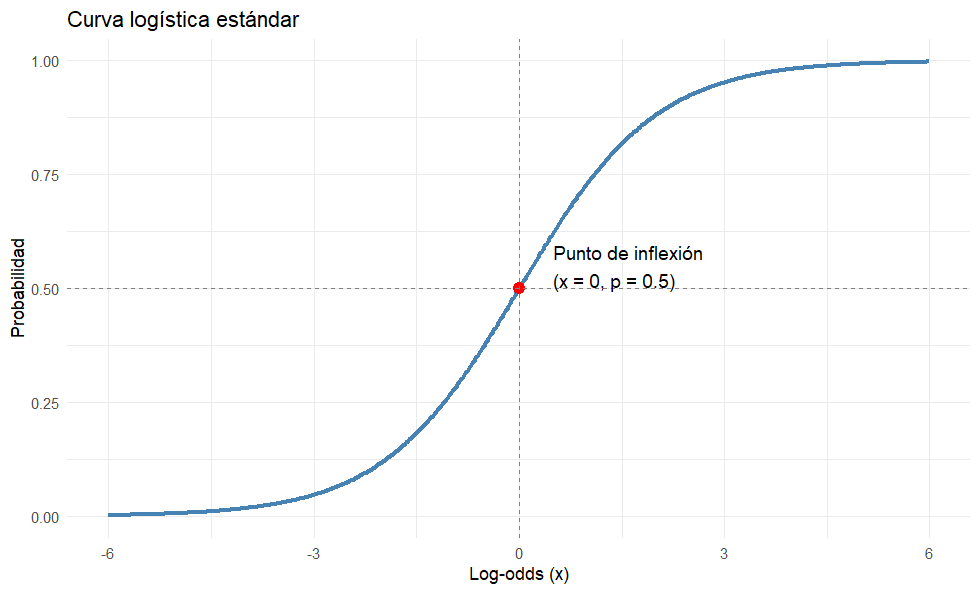 Curva logística estándar
1.00
0.75
Punto de inflexión
(x = 0, p = 0.5)
0.50
0.25
0.00
Probabilidad
-6 -3 0 3 6
Log-odds (x)